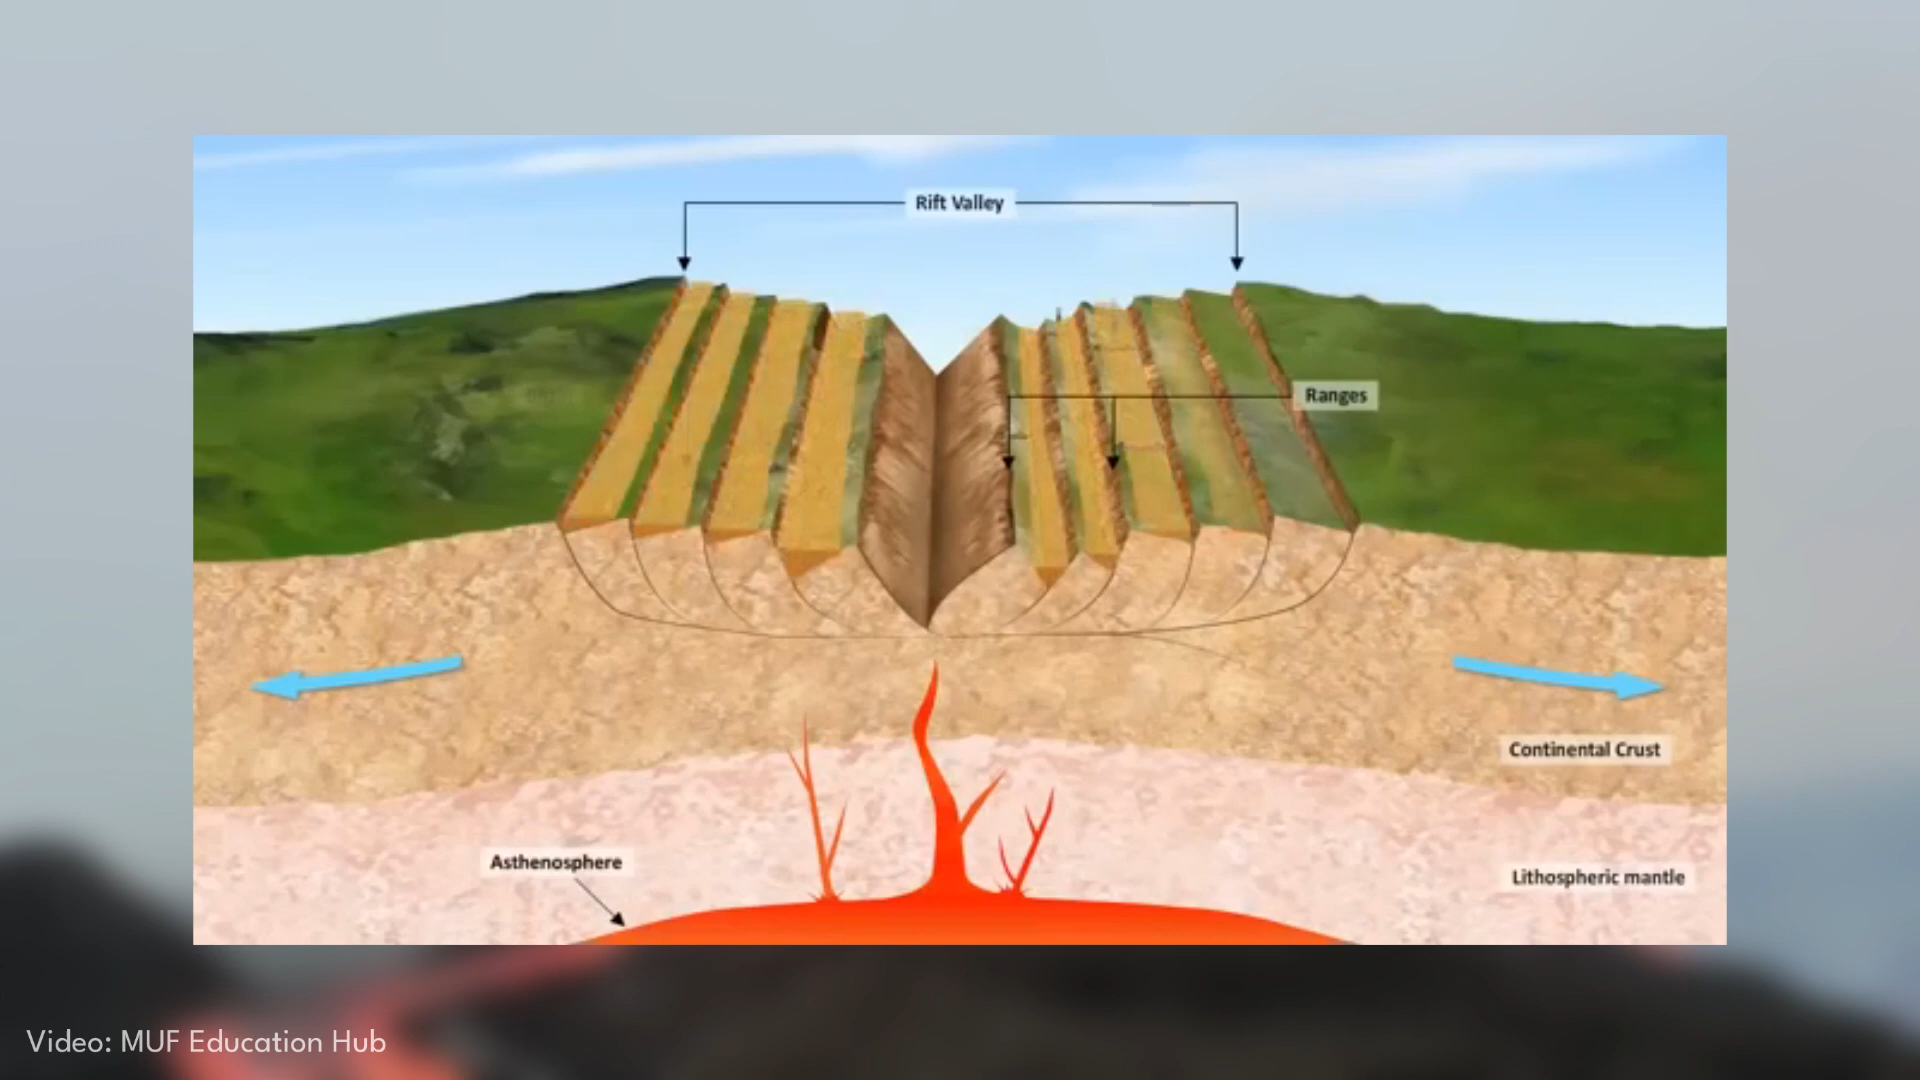 Rift Valley
Ranges
Continental Crust
Asthenosphere
Lithospheric mantle
Video: MUF Education Hub